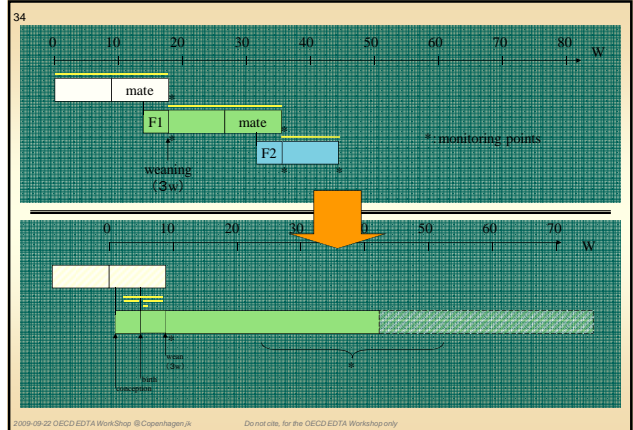 34
0 10 20 30 40 50 60 70 80 W
mate
*
F1 mate
* *
* : monitoring points
F2
weaning
(3w)
* *
0 10 20 30 40 50 60 70 W
*
wean
(3w)
*
birth
conception
2009-09-22 OECD EDTA WorkShop @Copenhagen jk Do not cite, for the OECD EDTA Workshop only